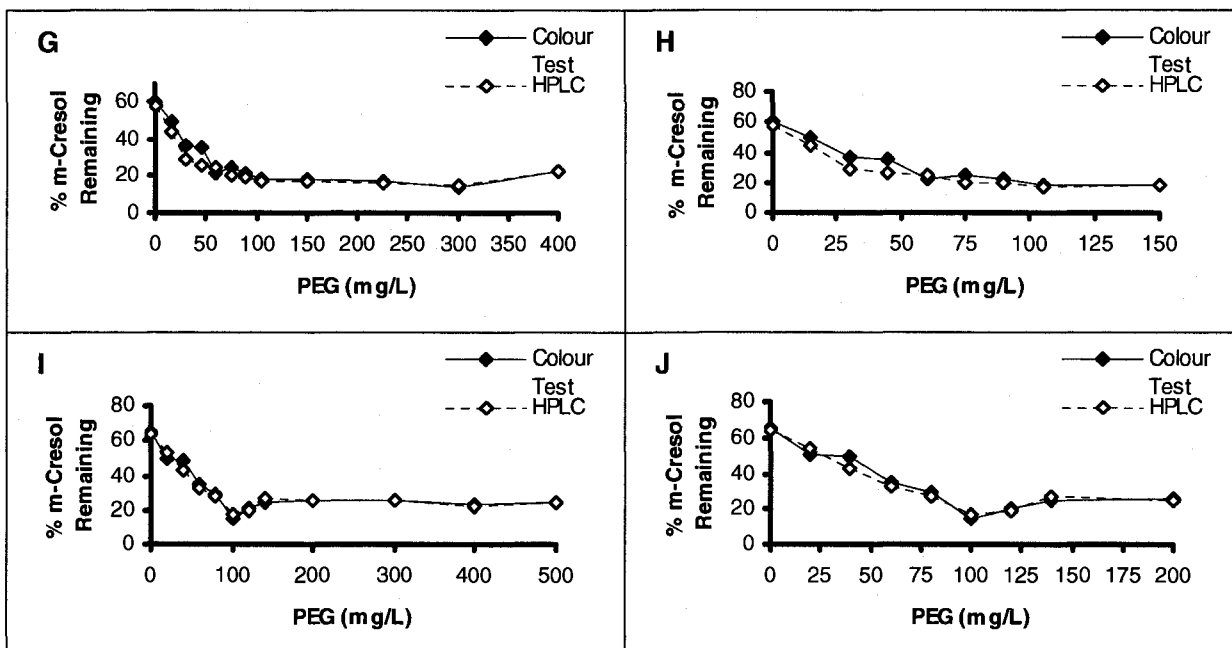 G
Colour
Test
HPLC
% m-Cresol
Remaining
60
40
20
0
0 50 100 150 200 250 300 350 400
PEG (mg/L)
H
Colour
Test
HPLC
% m-Cresol
Remaining
80
60
40
20
0
0 25 50 75 100 125 150
PEG (mg/L)
I
Colour
Test
HPLC
% m-Cresol
Remaining
80
60
40
20
0
0 100 200 300 400 500
PEG (mg/L)
J
Colour
Test
HPLC
% m-Cresol
Remaining
80
60
40
20
0
0 25 50 75 100 125 150 175 200
PEG (mg/L)